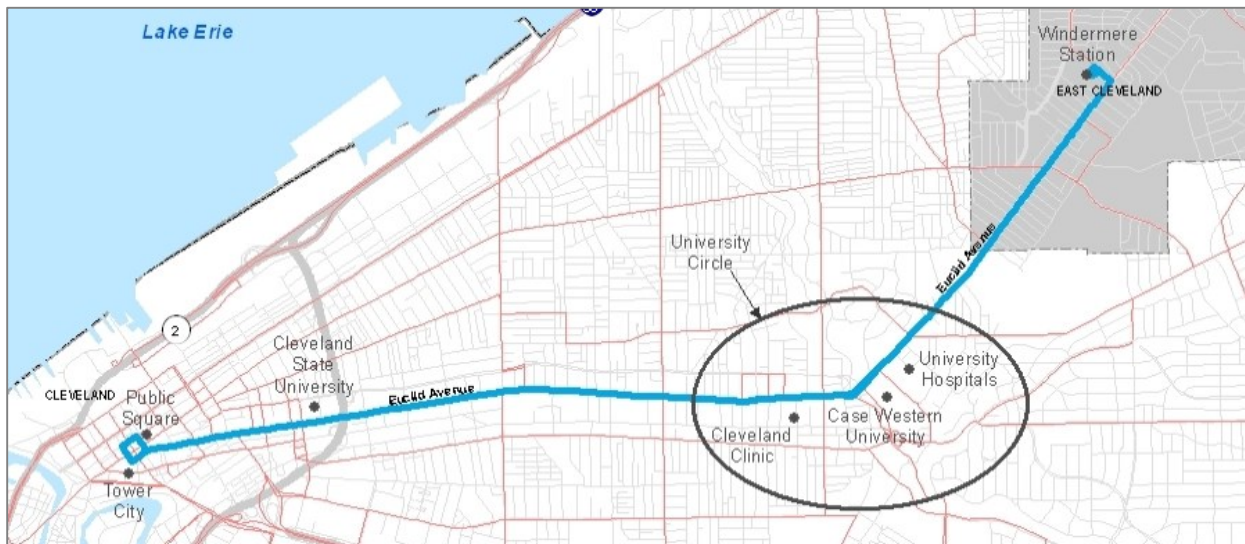 Lake Erie
Windermere
Station
EAST CLEVELAND
University
Circle
Euclid Avenue
2
Cleveland
State
University
University
Hospitals
CLEVELAND
Public
Square
Euclid Avenue
Case Western
University
Cleveland
Clinic
Tower
City